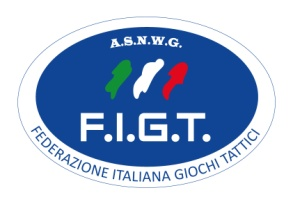 A.S.N.W.G.
F.I.G.T.
FEDERAZIONE ITALIANA GIOCHI TATTICI